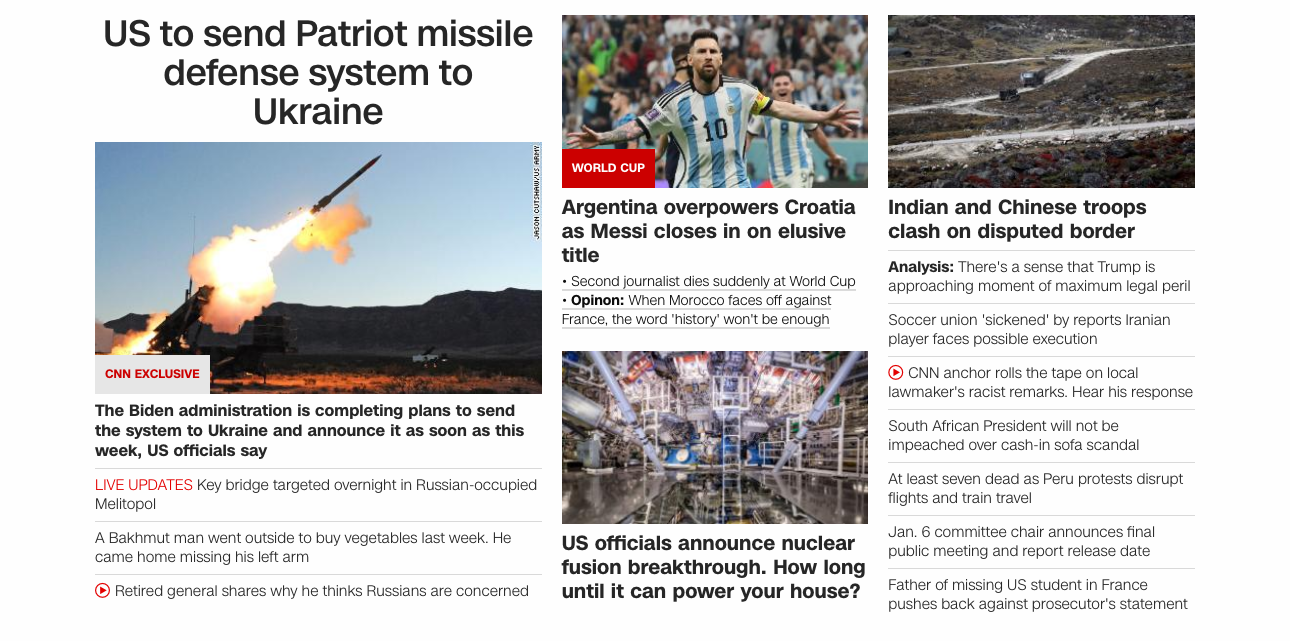 US to send Patriot missile
defense system to
Ukraine
JASON CUTSHAW/US ARMY
CNN EXCLUSIVE
The Biden administration is completing plans to send
the system to Ukraine and announce it as soon as this
week, US officials say
LIVE UPDATES Key bridge targeted overnight in Russian-occupied
Melitopol
A Bakhmut man went outside to buy vegetables last week. He
came home missing his left arm
Retired general shares why he thinks Russians are concerned
10
WORLD CUP
Argentina overpowers Croatia
as Messi closes in on elusive
title
• Second journalist dies suddenly at World Cup
• Opinon: When Morocco faces off against
France, the word 'history' won't be enough
US officials announce nuclear
fusion breakthrough. How long
until it can power your house?
Indian and Chinese troops
clash on disputed border
Analysis: There's a sense that Trump is
approaching moment of maximum legal peril
Soccer union 'sickened' by reports Iranian
player faces possible execution
CNN anchor rolls the tape on local
lawmaker's racist remarks. Hear his response
South African President will not be
impeached over cash-in sofa scandal
At least seven dead as Peru protests disrupt
flights and train travel
Jan. 6 committee chair announces final
public meeting and report release date
Father of missing US student in France
pushes back against prosecutor's statement